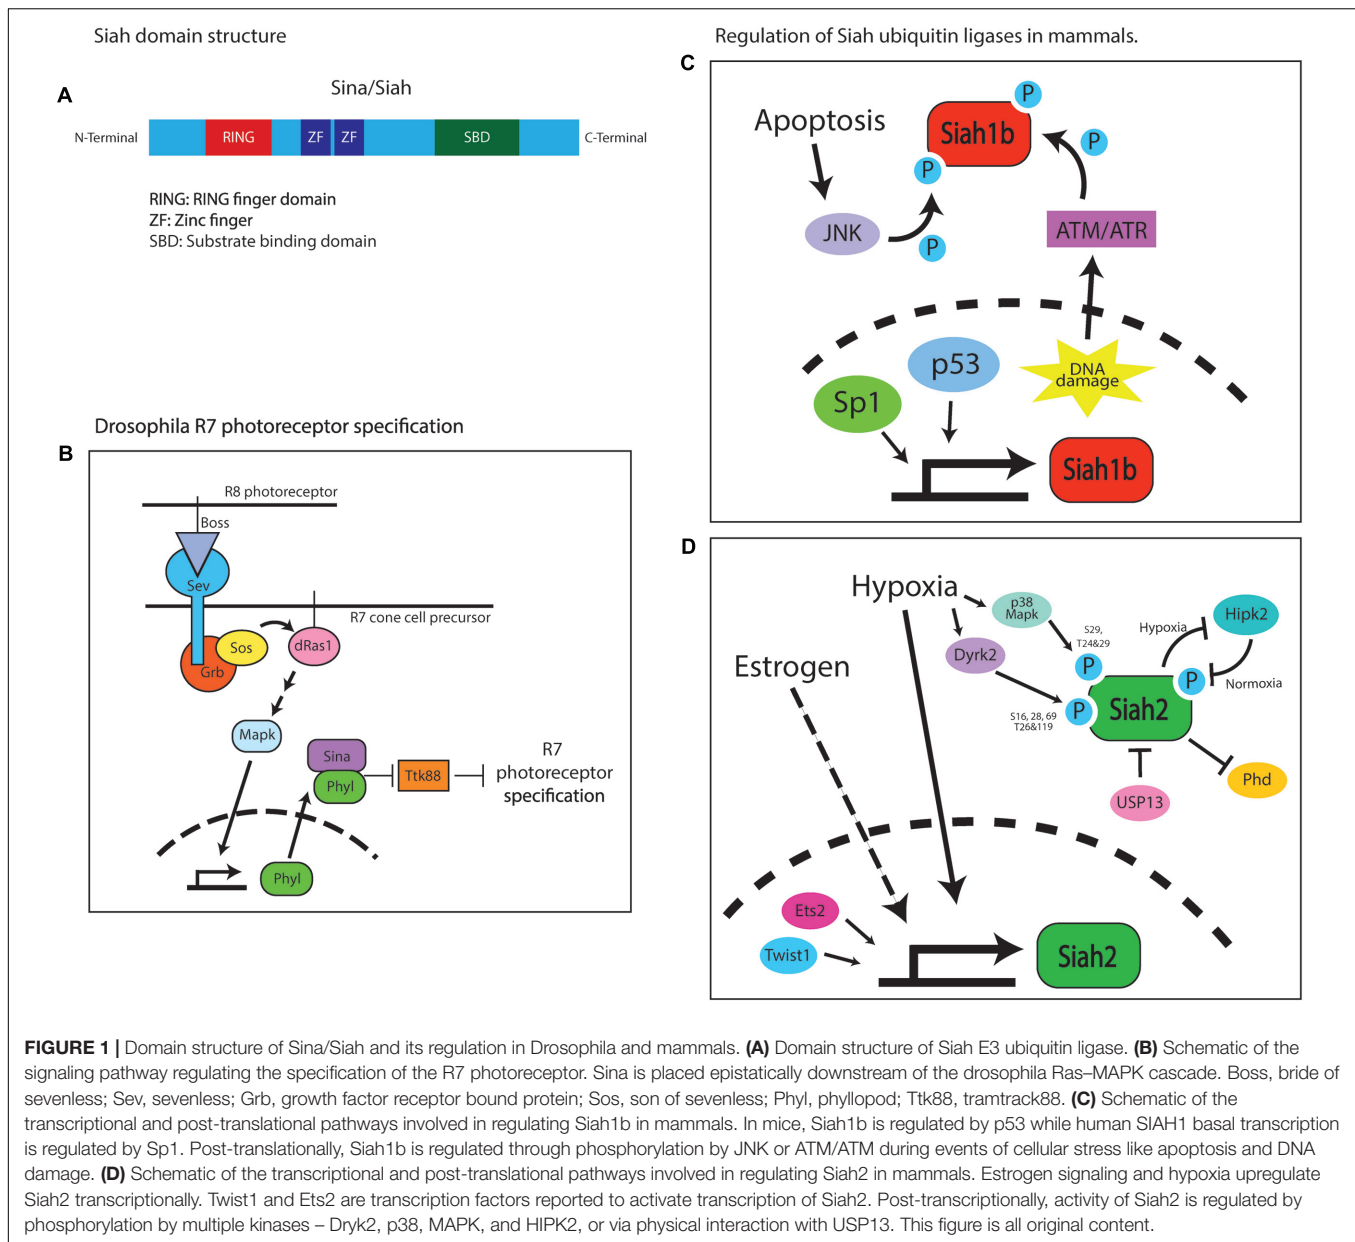 Siah domain structure
A
Sina/Siah
N-Terminal
RING
ZF
ZF
SBD
C-Terminal
RING: RING finger domain
ZF: Zinc finger
SBD: Substrate binding domain
Drosophila R7 photoreceptor specification
B
R8 photoreceptor
Boss
Sev
R7 cone cell precursor
Sos
dRas1
Grb
Mapk
Sina
Phyl
Ttk88
R7
photoreceptor
specification
Phyl
Regulation of Siah ubiquitin ligases in mammals.
C
Apoptosis
P
Siah1b
P
P
JNK
P
ATM/ATR
p53
DNA
damage
Sp1
Siah1b
D
Hypoxia
p38
Mapk
S29,
T24&29
Hypoxia
Hipk2
Dyrk2
Estrogen
P
P
Normoxia
S16, 28, 69
T26&119
P
Siah2
USP13
Phd
Ets2
Twist1
Siah2
FIGURE 1 | Domain structure of Sina/Siah and its regulation in Drosophila and mammals. (A) Domain structure of Siah E3 ubiquitin ligase. (B) Schematic of the
signaling pathway regulating the specification of the R7 photoreceptor. Sina is placed epistatically downstream of the drosophila Ras–MAPK cascade. Boss, bride of
sevenless; Sev, sevenless; Grb, growth factor receptor bound protein; Sos, son of sevenless; Phyl, phyllopod; Ttk88, tramtrack88. (C) Schematic of the
transcriptional and post-translational pathways involved in regulating Siah1b in mammals. In mice, Siah1b is regulated by p53 while human SIAH1 basal transcription
is regulated by Sp1. Post-translationally, Siah1b is regulated through phosphorylation by JNK or ATM/ATM during events of cellular stress like apoptosis and DNA
damage. (D) Schematic of the transcriptional and post-translational pathways involved in regulating Siah2 in mammals. Estrogen signaling and hypoxia upregulate
Siah2 transcriptionally. Twist1 and Ets2 are transcription factors reported to activate transcription of Siah2. Post-transcriptionally, activity of Siah2 is regulated by
phosphorylation by multiple kinases – Dryk2, p38, MAPK, and HIPK2, or via physical interaction with USP13. This figure is all original content.